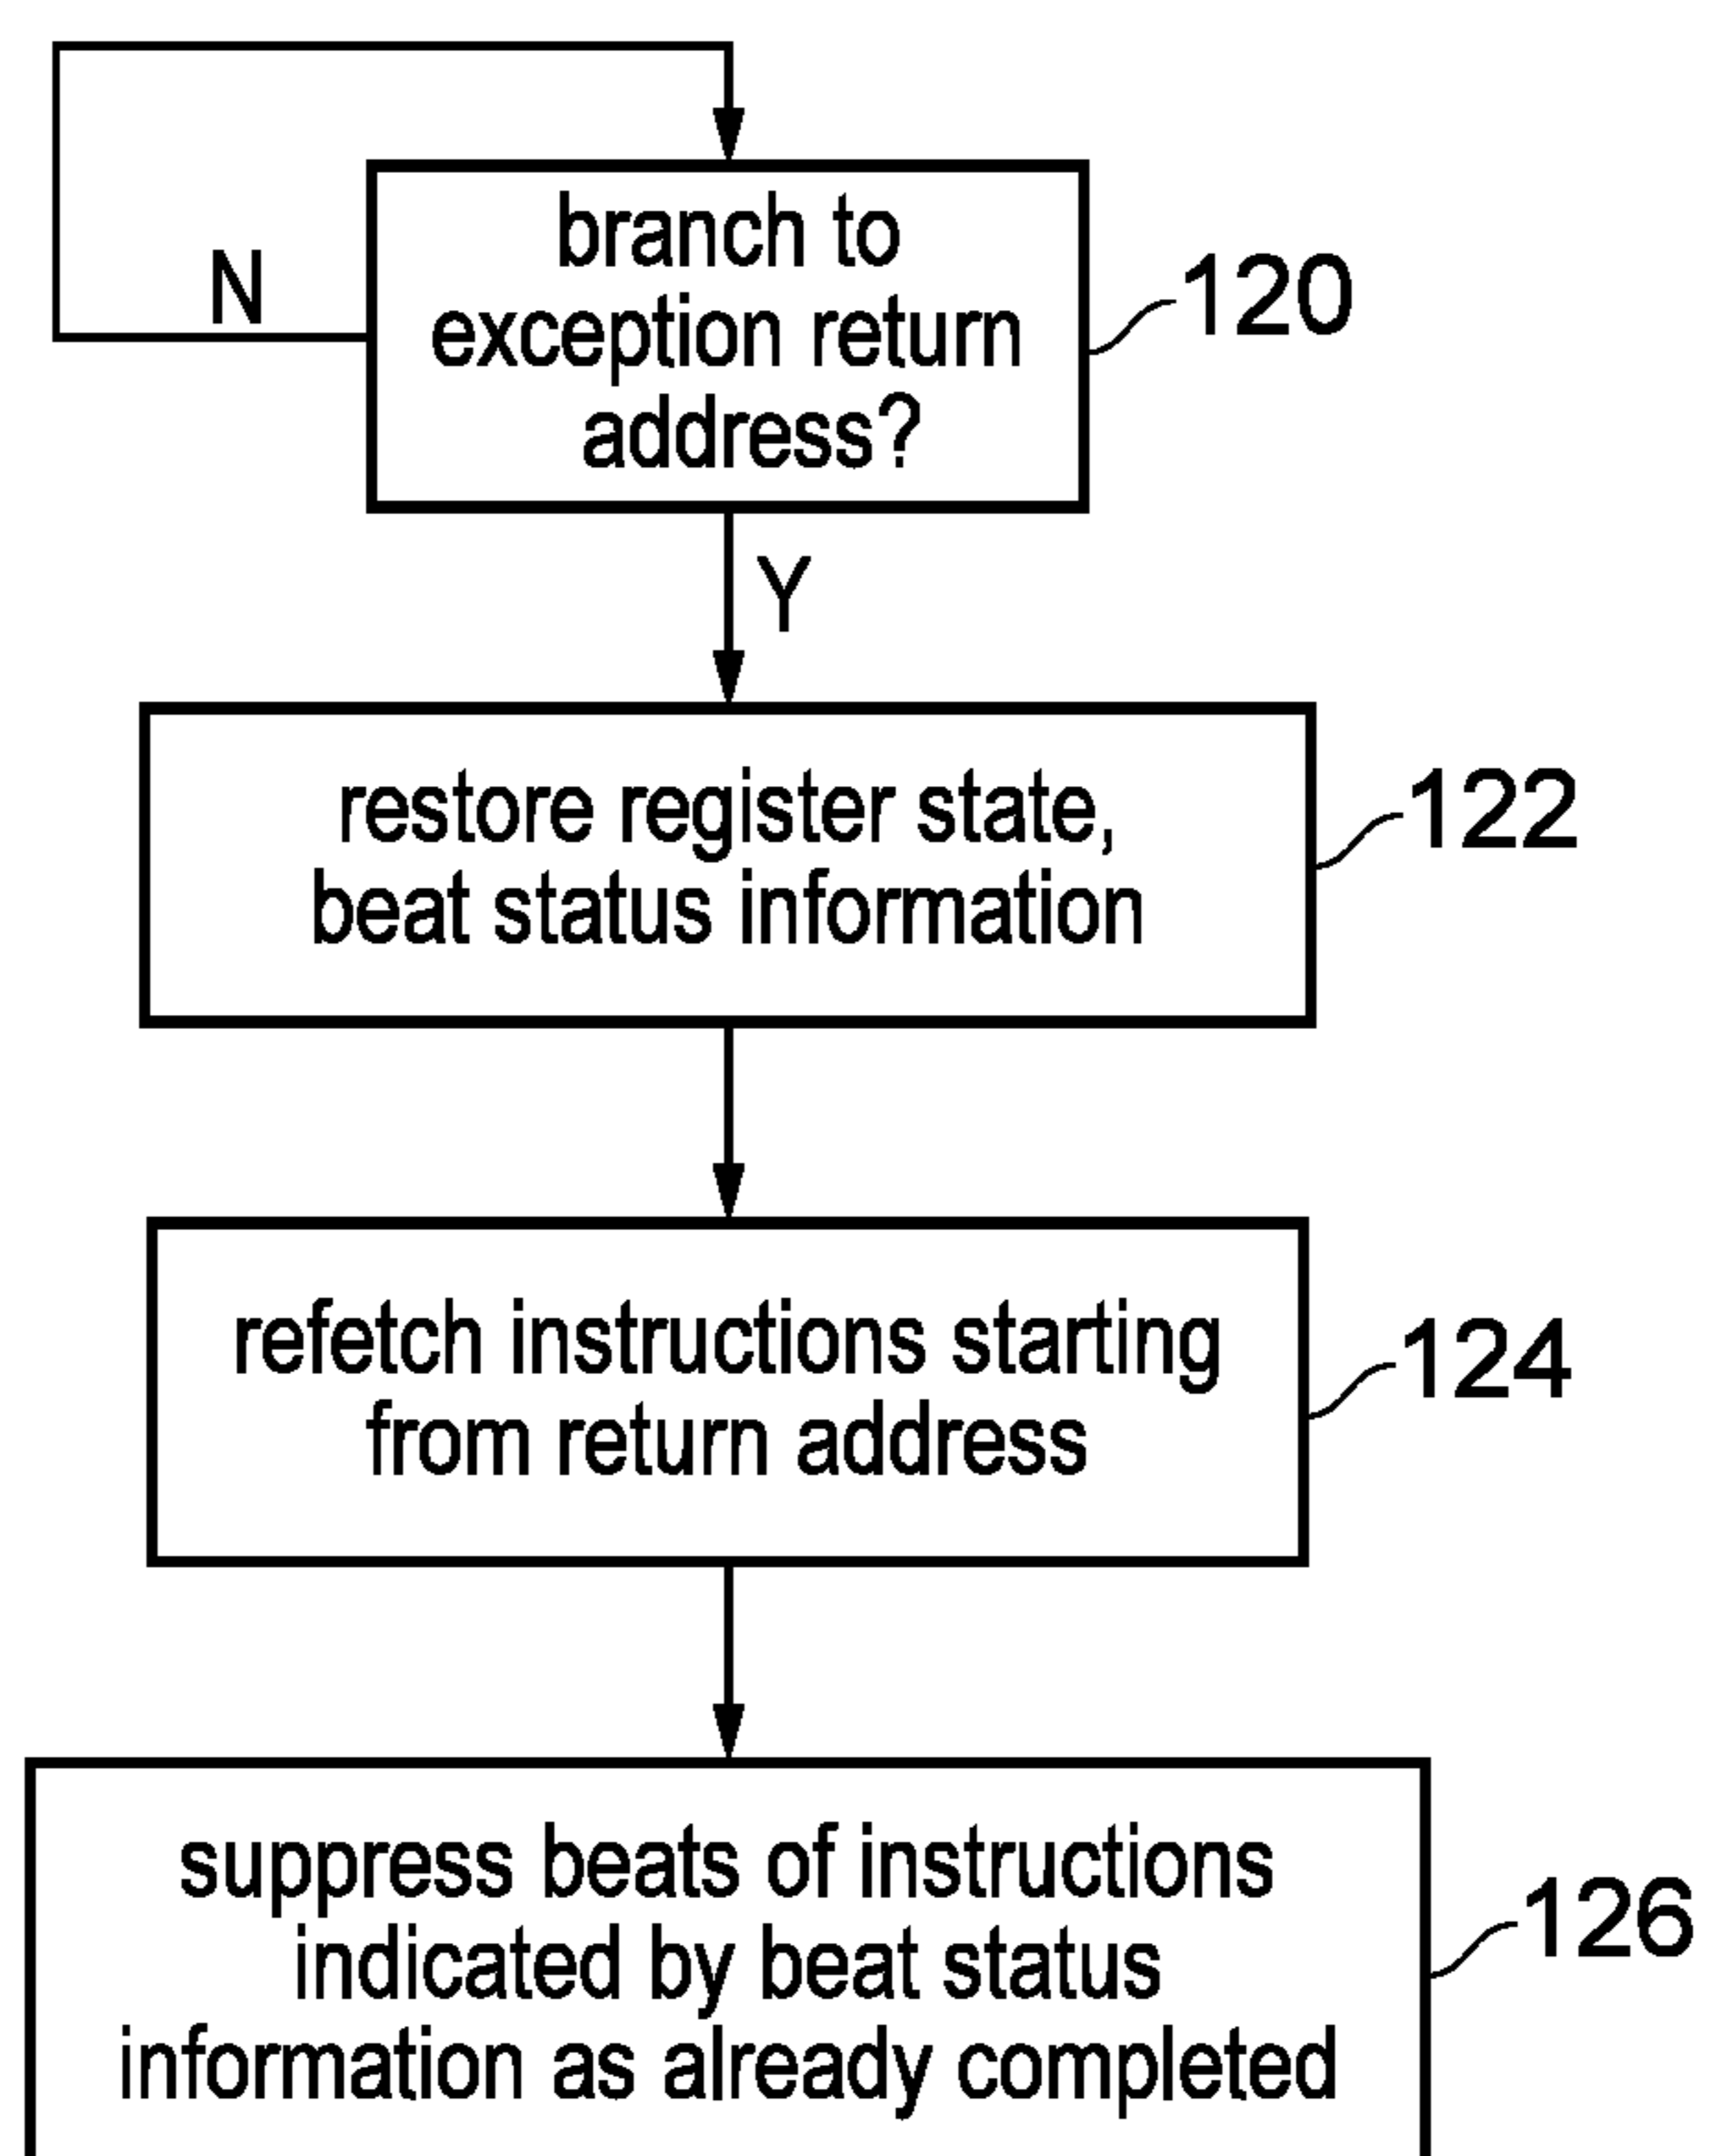 branch to
exception return
address?
120
N
Y
restore register state,
beat status information
122
refetch instructions starting
from return address
124
suppress beats of instructions
indicated by beat status
information as already completed
126